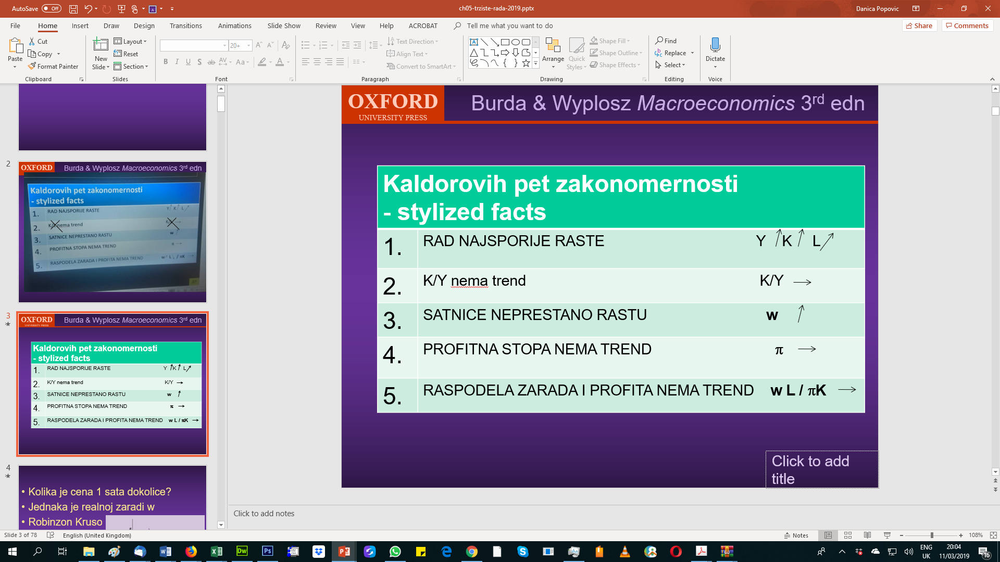 AutoSave Off
ch05-trziste-rada-2019.pptx
Danica Popovic
File Home Insert Draw Design Transitions Animations Slide Show Review View Help ACROBAT Tell me what you want to do
Share Comments
Paste
Cut
Copy
Format Painter
Clipboard
New
Slide
Layout
Reset
Section
Slides
20+
B I U S ab AV Aa A
Font
Text Direction
Align Text
Convert to SmartArt
Paragraph
Arrange
Quick
Styles
Shape Fill
Shape Outline
Shape Effects
Drawing
Find
Replace
Select
Editing
Dictate
Voice
2
OXFORD Burda & Wyplosz Macroeconomics 3rd edn
Kaldorovih pet zakonomernosti
- stylized facts
1. RAD NAJSPORIJE RASTE Y K L
2. nema trend
3. SATNICE NEPRESTANO RASTU w
4. PROFITNA STOPA NEMA TREND π →
5. RASPODELA ZARADA I PROFITA NEMA TREND w L / πK →
3
OXFORD Burda & Wyplosz Macroeconomics 3rd edn
UNIVERSITY PRESS
Kaldorovih pet zakonomernosti
- stylized facts
1. RAD NAJSPORIJE RASTE Y ↑K↑ L↗
2. K/Y nema trend K/Y →
3. SATNICE NEPRESTANO RASTU w ↑
4. PROFITNA STOPA NEMA TREND π →
5. RASPODELA ZARADA I PROFITA NEMA TREND w L / πK →
4
• Kolika je cena 1 sata dokolice?
• Jednaka je realnoj zaradi w
• Robinzon Kruso
OXFORD
UNIVERSITY PRESS
Burda & Wyplosz Macroeconomics 3rd edn
Kaldorovih pet zakonomernosti
- stylized facts
1. RAD NAJSPORIJE RASTE Y ↑K↑ L↗
2. K/Y nema trend K/Y →
3. SATNICE NEPRESTANO RASTU w ↑
4. PROFITNA STOPA NEMA TREND π →
5. RASPODELA ZARADA I PROFITA NEMA TREND w L / πK →
Click to add
title
Click to add notes
Slide 3 of 78 English (United Kingdom)
Notes
108%
ENG
UK
20:04
11/03/2019
16